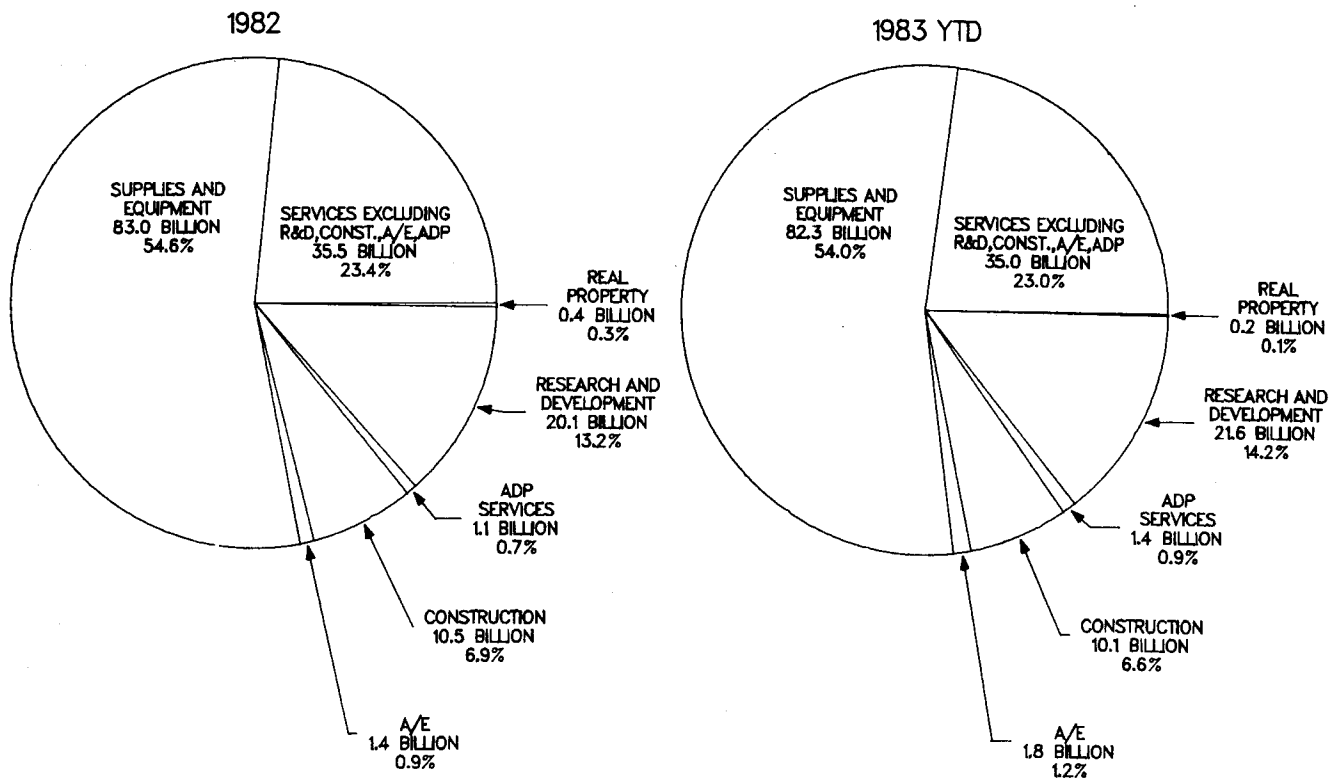 1982
SUPPLIES AND
EQUIPMENT
83.0 BILLION
54.6%
SERVICES EXCLUDING
R&D,CONST.,A/E,ADP
35.5 BILLION
23.4%
REAL
PROPERTY
0.4 BILLION
0.3%
RESEARCH AND
DEVELOPMENT
20.1 BILLION
13.2%
ADP
SERVICES
1.1 BILLION
0.7%
CONSTRUCTION
10.5 BILLION
6.9%
A/E
1.4 BILLION
0.9%
1983 YTD
SUPPLIES AND
EQUIPMENT
82.3 BILLION
54.0%
SERVICES EXCLUDING
R&D,CONST.,A/E,ADP
35.0 BILLION
23.0%
REAL
PROPERTY
0.2 BILLION
0.1%
RESEARCH AND
DEVELOPMENT
21.6 BILLION
14.2%
ADP
SERVICES
1.4 BILLION
0.9%
CONSTRUCTION
10.1 BILLION
6.6%
A/E
1.8 BILLION
1.2%